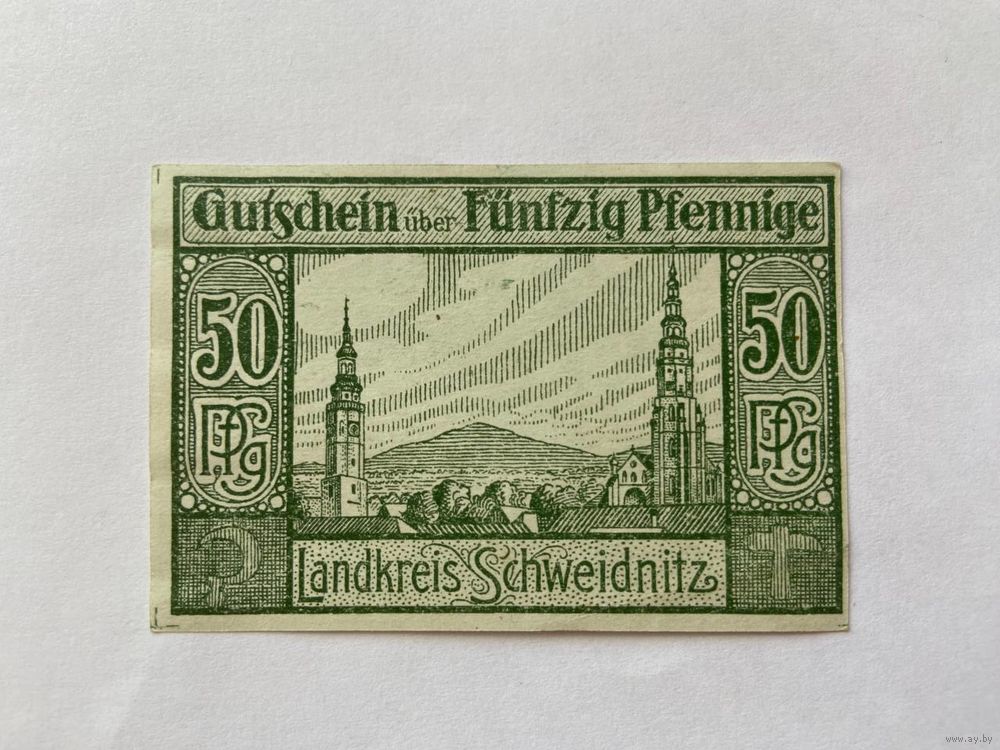 Gutschein über Fünfzig Pfennige
50
Pfg
50
Pfg
Landkreis Schweidnitz
www.ay.by